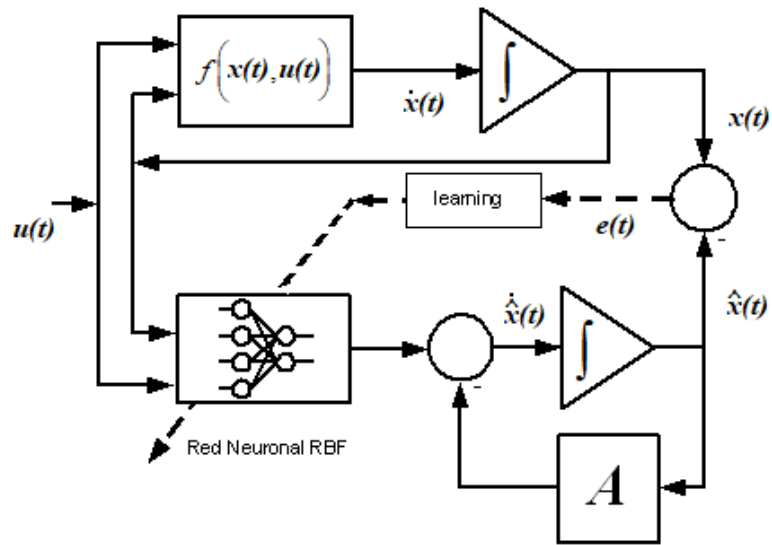 f(x(t),u(t))
∫
ẋ(t)
x(t)
learning
e(t)
u(t)
-
x̂̇(t)
x̂(t)
∫
-
Red Neuronal RBF
A